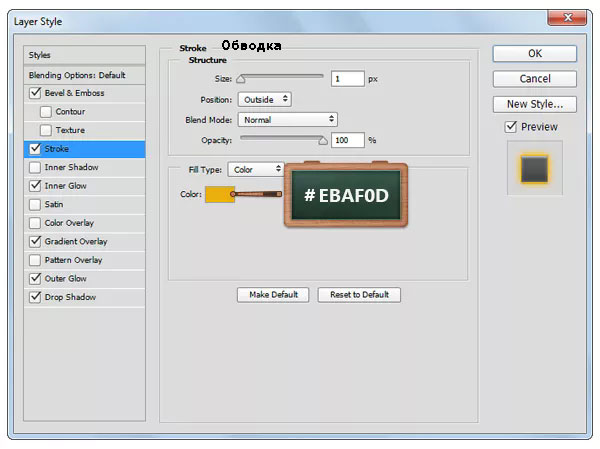 Layer Style
Styles
Blending Options: Default
Bevel & Emboss
Contour
Texture
Stroke
Inner Shadow
Inner Glow
Satin
Color Overlay
Gradient Overlay
Pattern Overlay
Outer Glow
Drop Shadow
Stroke Обводка
Structure
Size: 1 px
Position: Outside
Blend Mode: Normal
Opacity: 100 %
Fill Type: Color
Color: #EBAF0D
Make Default Reset to Default
OK
Cancel
New Style...
Preview